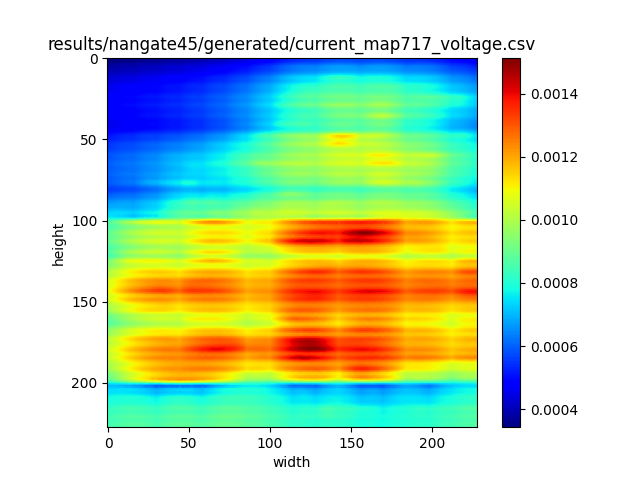 results/nangate45/generated/current_map717_voltage.csv
0
50
100
150
200
height
0 50 100 150 200
width
0.0014
0.0012
0.0010
0.0008
0.0006
0.0004